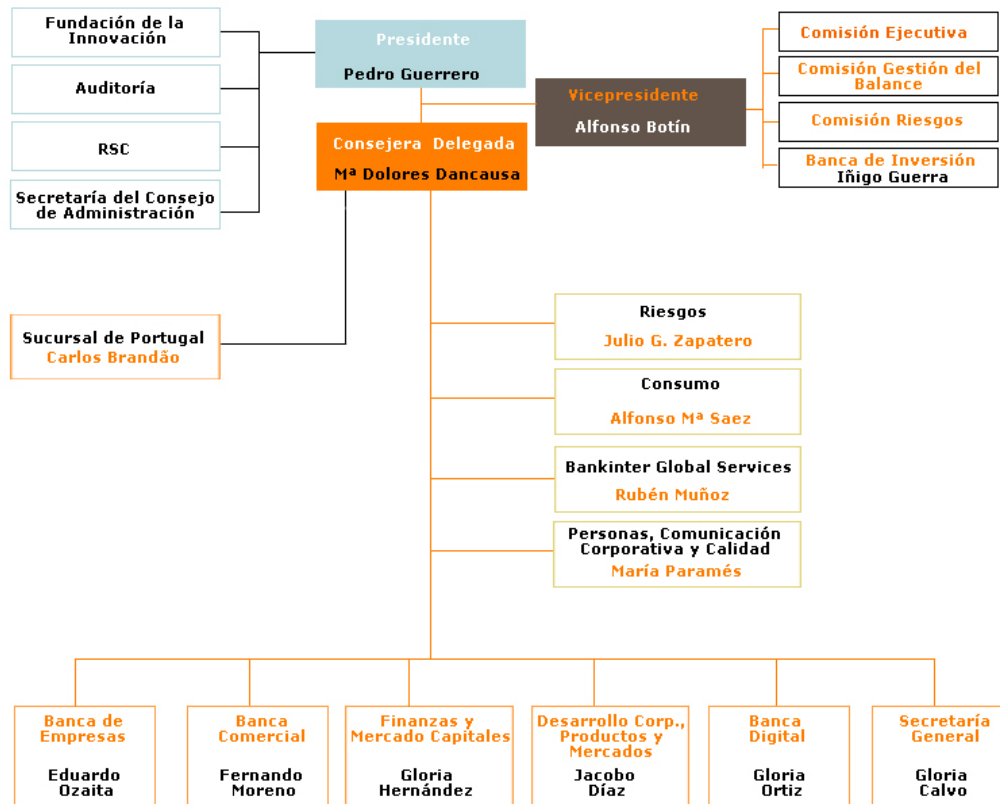 Fundación de la
Innovación
Auditoría
RSC
Secretaría del Consejo
de Administración
Presidente
Pedro Guerrero
Vicepresidente
Alfonso Botín
Consejera Delegada
Mª Dolores Dancausa
Comisión Ejecutiva
Comisión Gestión del
Balance
Comisión Riesgos
Banca de Inversión
Iñigo Guerra
Sucursal de Portugal
Carlos Brandão
Riesgos
Julio G. Zapatero
Consumo
Alfonso Mª Saez
Bankinter Global Services
Rubén Muñoz
Personas, Comunicación
Corporativa y Calidad
María Paramés
Banca de
Empresas
Eduardo
Ozaita
Banca
Comercial
Fernando
Moreno
Finanzas y
Mercado Capitales
Gloria
Hernández
Desarrollo Corp.,
Productos y
Mercados
Jacobo
Díaz
Banca
Digital
Gloria
Ortiz
Secretaría
General
Gloria
Calvo